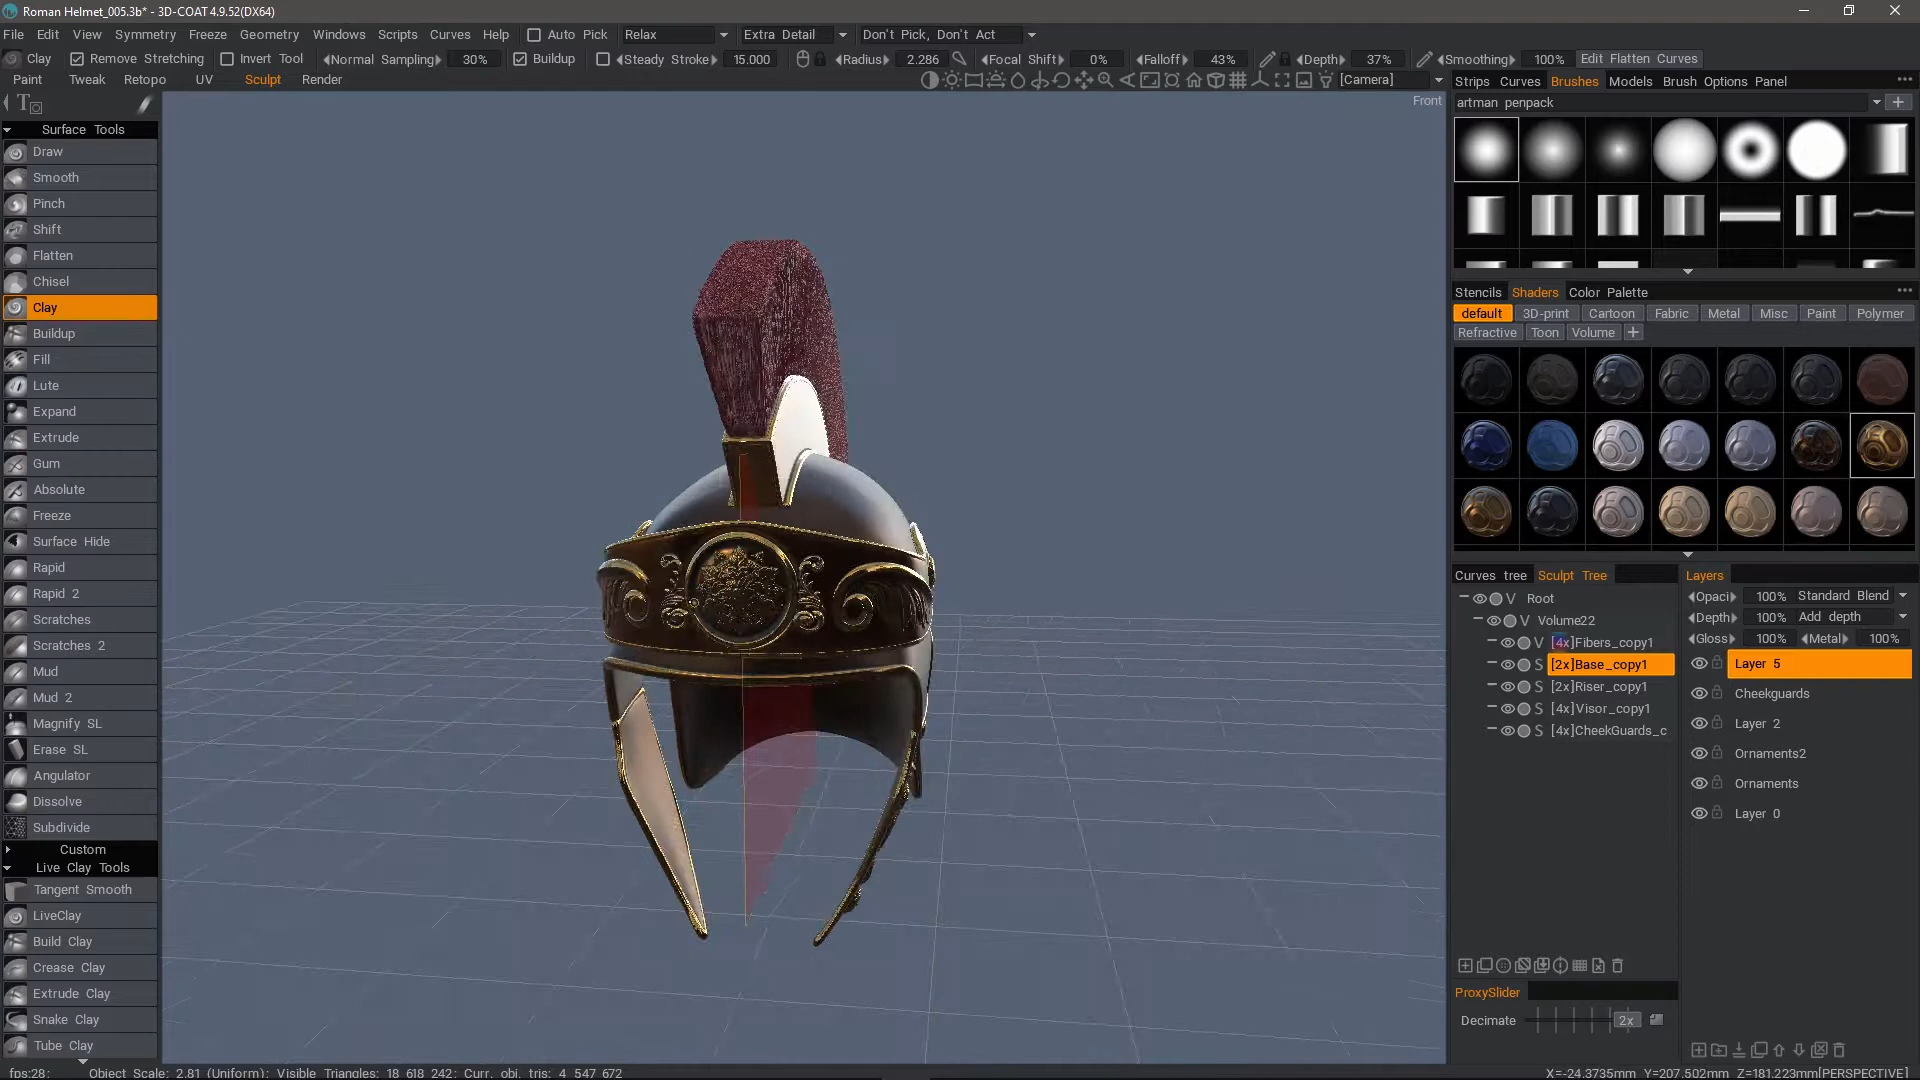 Roman Helmet_005.3b* - 3D-COAT 4.9.52(DX64)
File Edit View Symmetry Freeze Geometry Windows Scripts Curves Help Auto Pick Relax Extra Detail Don't Pick, Don't Act
Clay Remove Stretching Invert Tool Normal Sampling 30% Buildup Steady Stroke 15.000 Radius 2.286 Focal Shift 0% Falloff 43% Depth 37% Smoothing 100% Edit Flatten Curves
Paint Tweak Retopo UV Sculpt Render [Camera]
Front
Surface Tools
Draw
Smooth
Pinch
Shift
Flatten
Chisel
Clay
Buildup
Fill
Lute
Expand
Extrude
Gum
Absolute
Freeze
Surface Hide
Rapid
Rapid 2
Scratches
Scratches 2
Mud
Mud 2
Magnify SL
Erase SL
Angulator
Dissolve
Subdivide
Custom
Live Clay Tools
Tangent Smooth
LiveClay
Build Clay
Crease Clay
Extrude Clay
Snake Clay
Tube Clay
Strips Curves Brushes Models Brush Options Panel
artman penpack
Stencils Shaders Color Palette
default 3D-print Cartoon Fabric Metal Misc Paint Polymer
Refractive Toon Volume +
Curves tree Sculpt Tree
V Root
V Volume22
V [4x]Fibers_copy1
S [2x]Base_copy1
S [2x]Riser_copy1
S [4x]Visor_copy1
S [4x]CheekGuards_c
ProxySlider
Decimate 2x
Layers
Opaci 100% Standard Blend
Depth 100% Add depth
Gloss 100% Metal 100%
Layer 5
Cheekguards
Layer 2
Ornaments2
Ornaments
Layer 0
fps:28; Object Scale: 2.81 (Uniform); Visible Triangles: 18 618 242; Curr. obj. tris: 4 547 672
X=-24.3735mm Y=207.502mm Z=181.223mm[PERSPECTIVE]